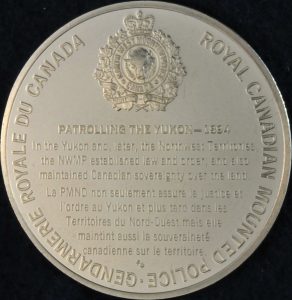 GENDARMERIE ROYALE DU CANADA
ROYAL CANADIAN MOUNTED POLICE
PATROLLING THE YUKON—1894
In the Yukon and, later, the Northwest Territories,
the NWMP established law and order, and also
maintained Canadian sovereignty over the land.
La PMNO non seulement assure la justice et
l'ordre au Yukon et plus tard dans les
Territoires du Nord-Ouest mais elle
maintint aussi la souveraineté
canadienne sur le territoire.